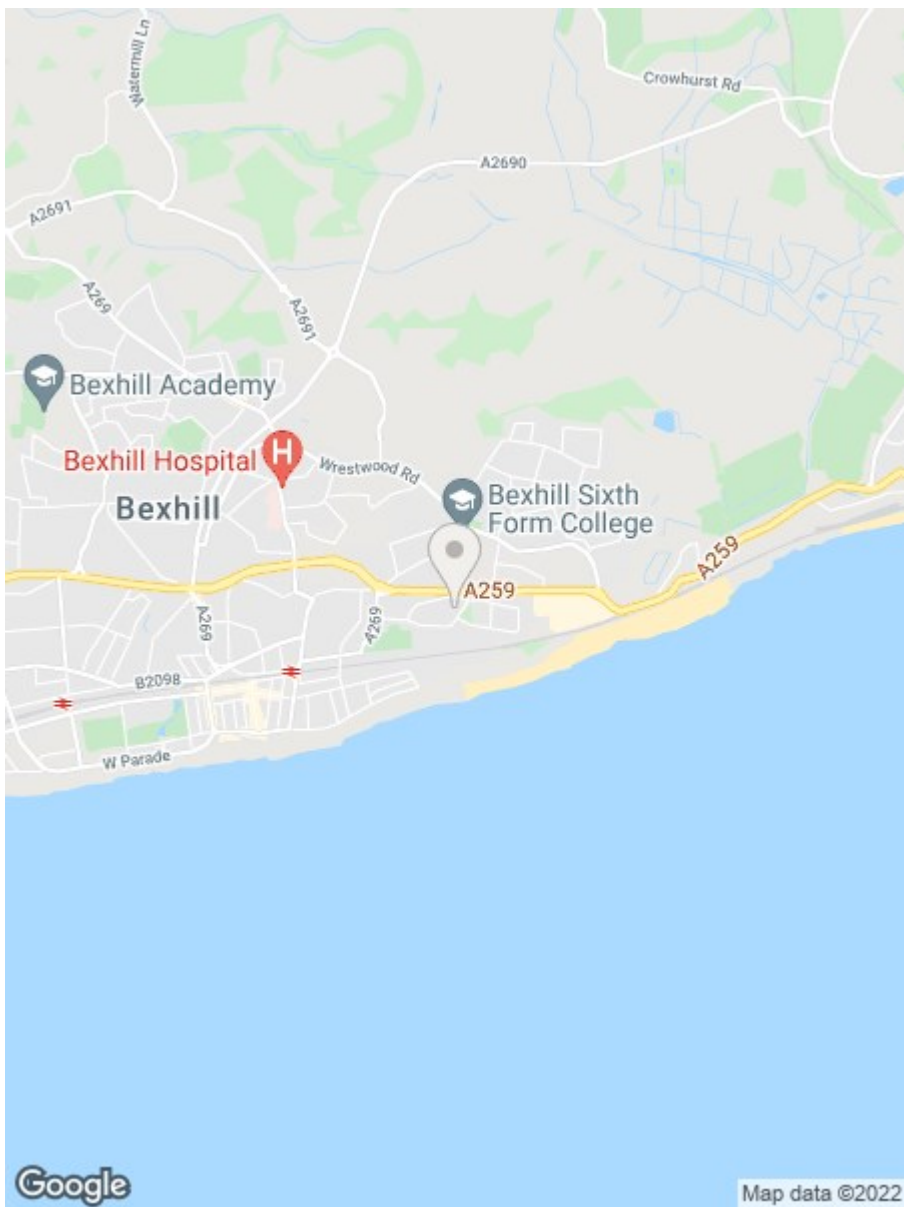 Watermill Ln
Crowhurst Rd
A2690
A2691
A269
A2691
Bexhill Academy
Bexhill Hospital
H
Wrestwood Rd
Bexhill Sixth
Form College
Bexhill
A259
A259
A269
A269
B2098
W Parade
Google
Map data ©2022